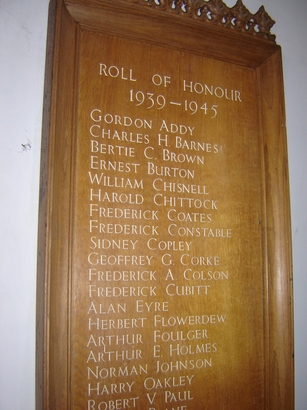 ROLL OF HONOUR
1939–1945
GORDON ADDY
CHARLES H. BARNES
BERTIE C. BROWN
ERNEST BURTON
WILLIAM CHISNELL
HAROLD CHITTOCK
FREDERICK COATES
FREDERICK CONSTABLE
SIDNEY COPLEY
GEOFFREY G. CORKE
FREDERICK A. COLSON
FREDERICK CUBITT
ALAN EYRE
HERBERT FLOWERDEW
ARTHUR FOULGER
ARTHUR E. HOLMES
NORMAN JOHNSON
HARRY OAKLEY
ROBERT V. PAUL